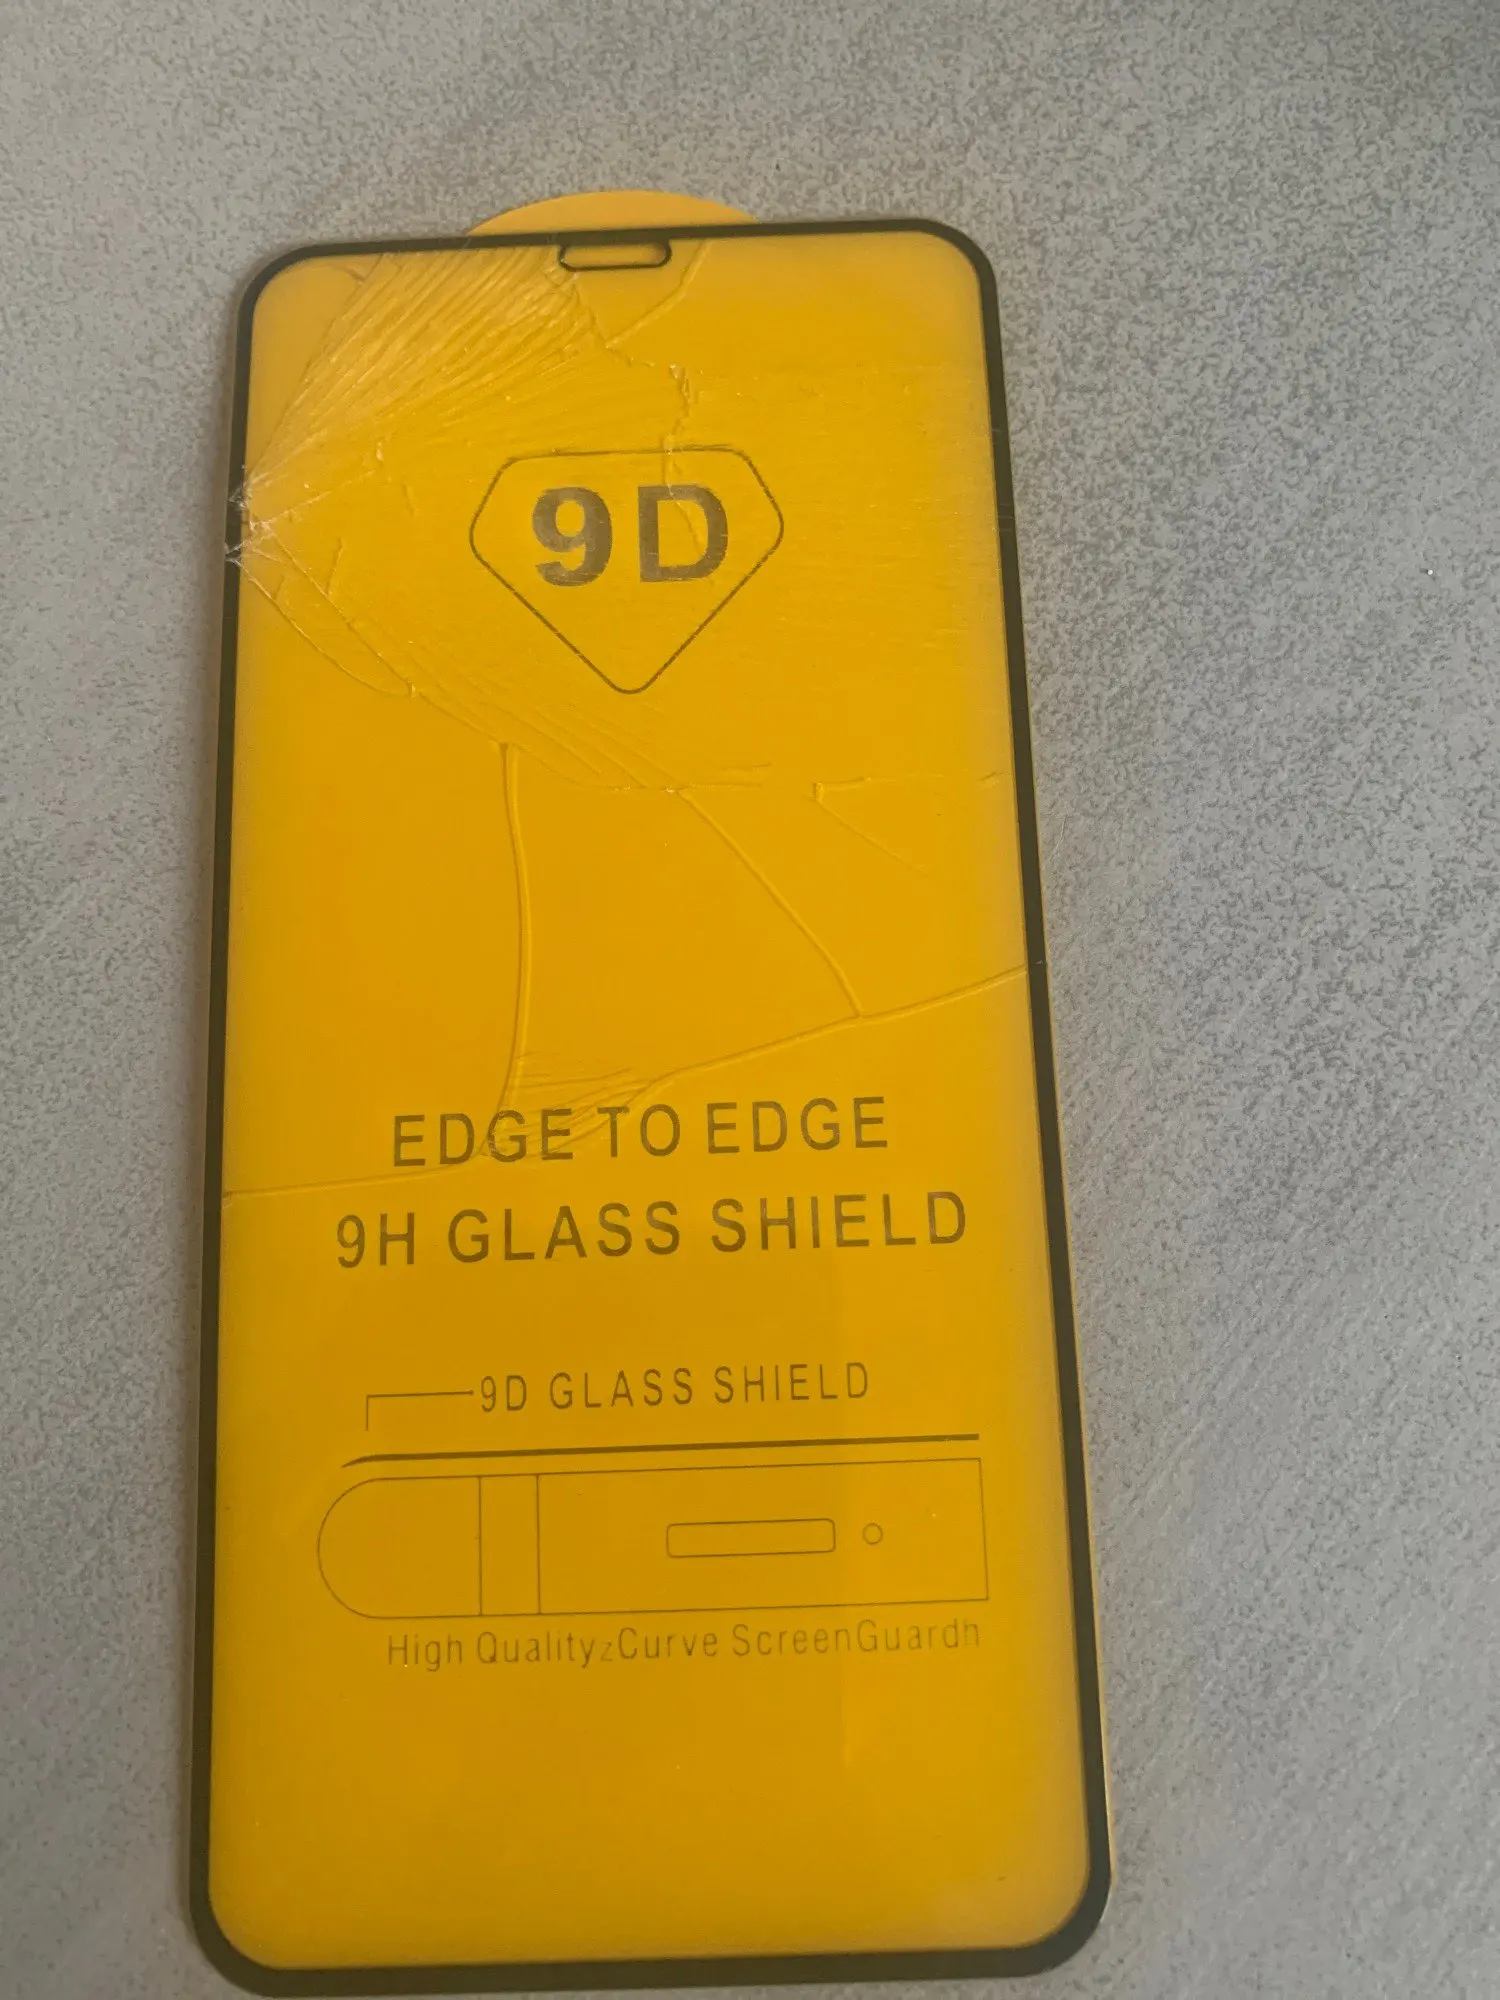 9D
EDGE TO EDGE
9H GLASS SHIELD
9D GLASS SHIELD
High QualityzCurve ScreenGuardh